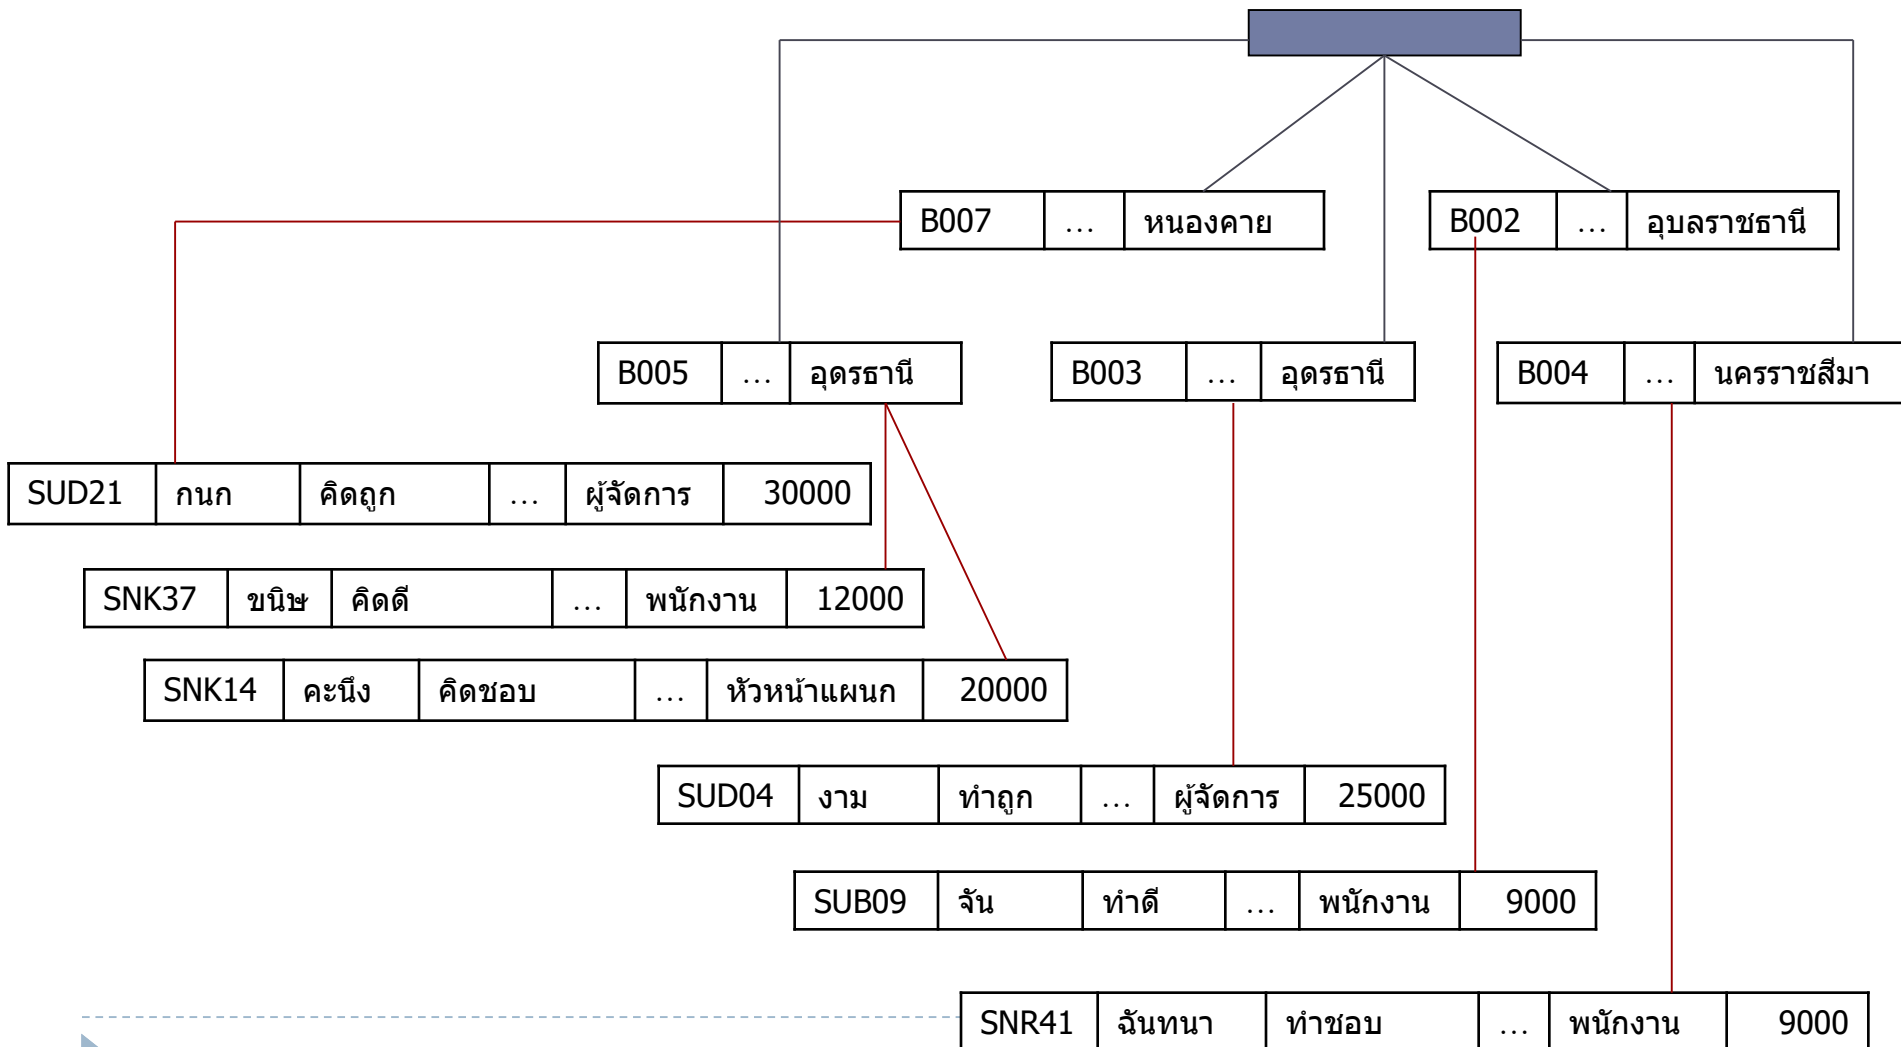 B007 … หนองคาย B002 … อุบลราชธานี
B005 … อุดรธานี B003 … อุดรธานี B004 … นครราชสีมา
SUD21 กนก คิดถูก … ผู้จัดการ 30000
SNK37 ขนิษ คิดดี … พนักงาน 12000
SNK14 คะนึง คิดชอบ … หัวหน้าแผนก 20000
SUD04 งาม ทำถูก … ผู้จัดการ 25000
SUB09 จัน ทำดี … พนักงาน 9000
SNR41 ฉันทนา ทำชอบ … พนักงาน 9000